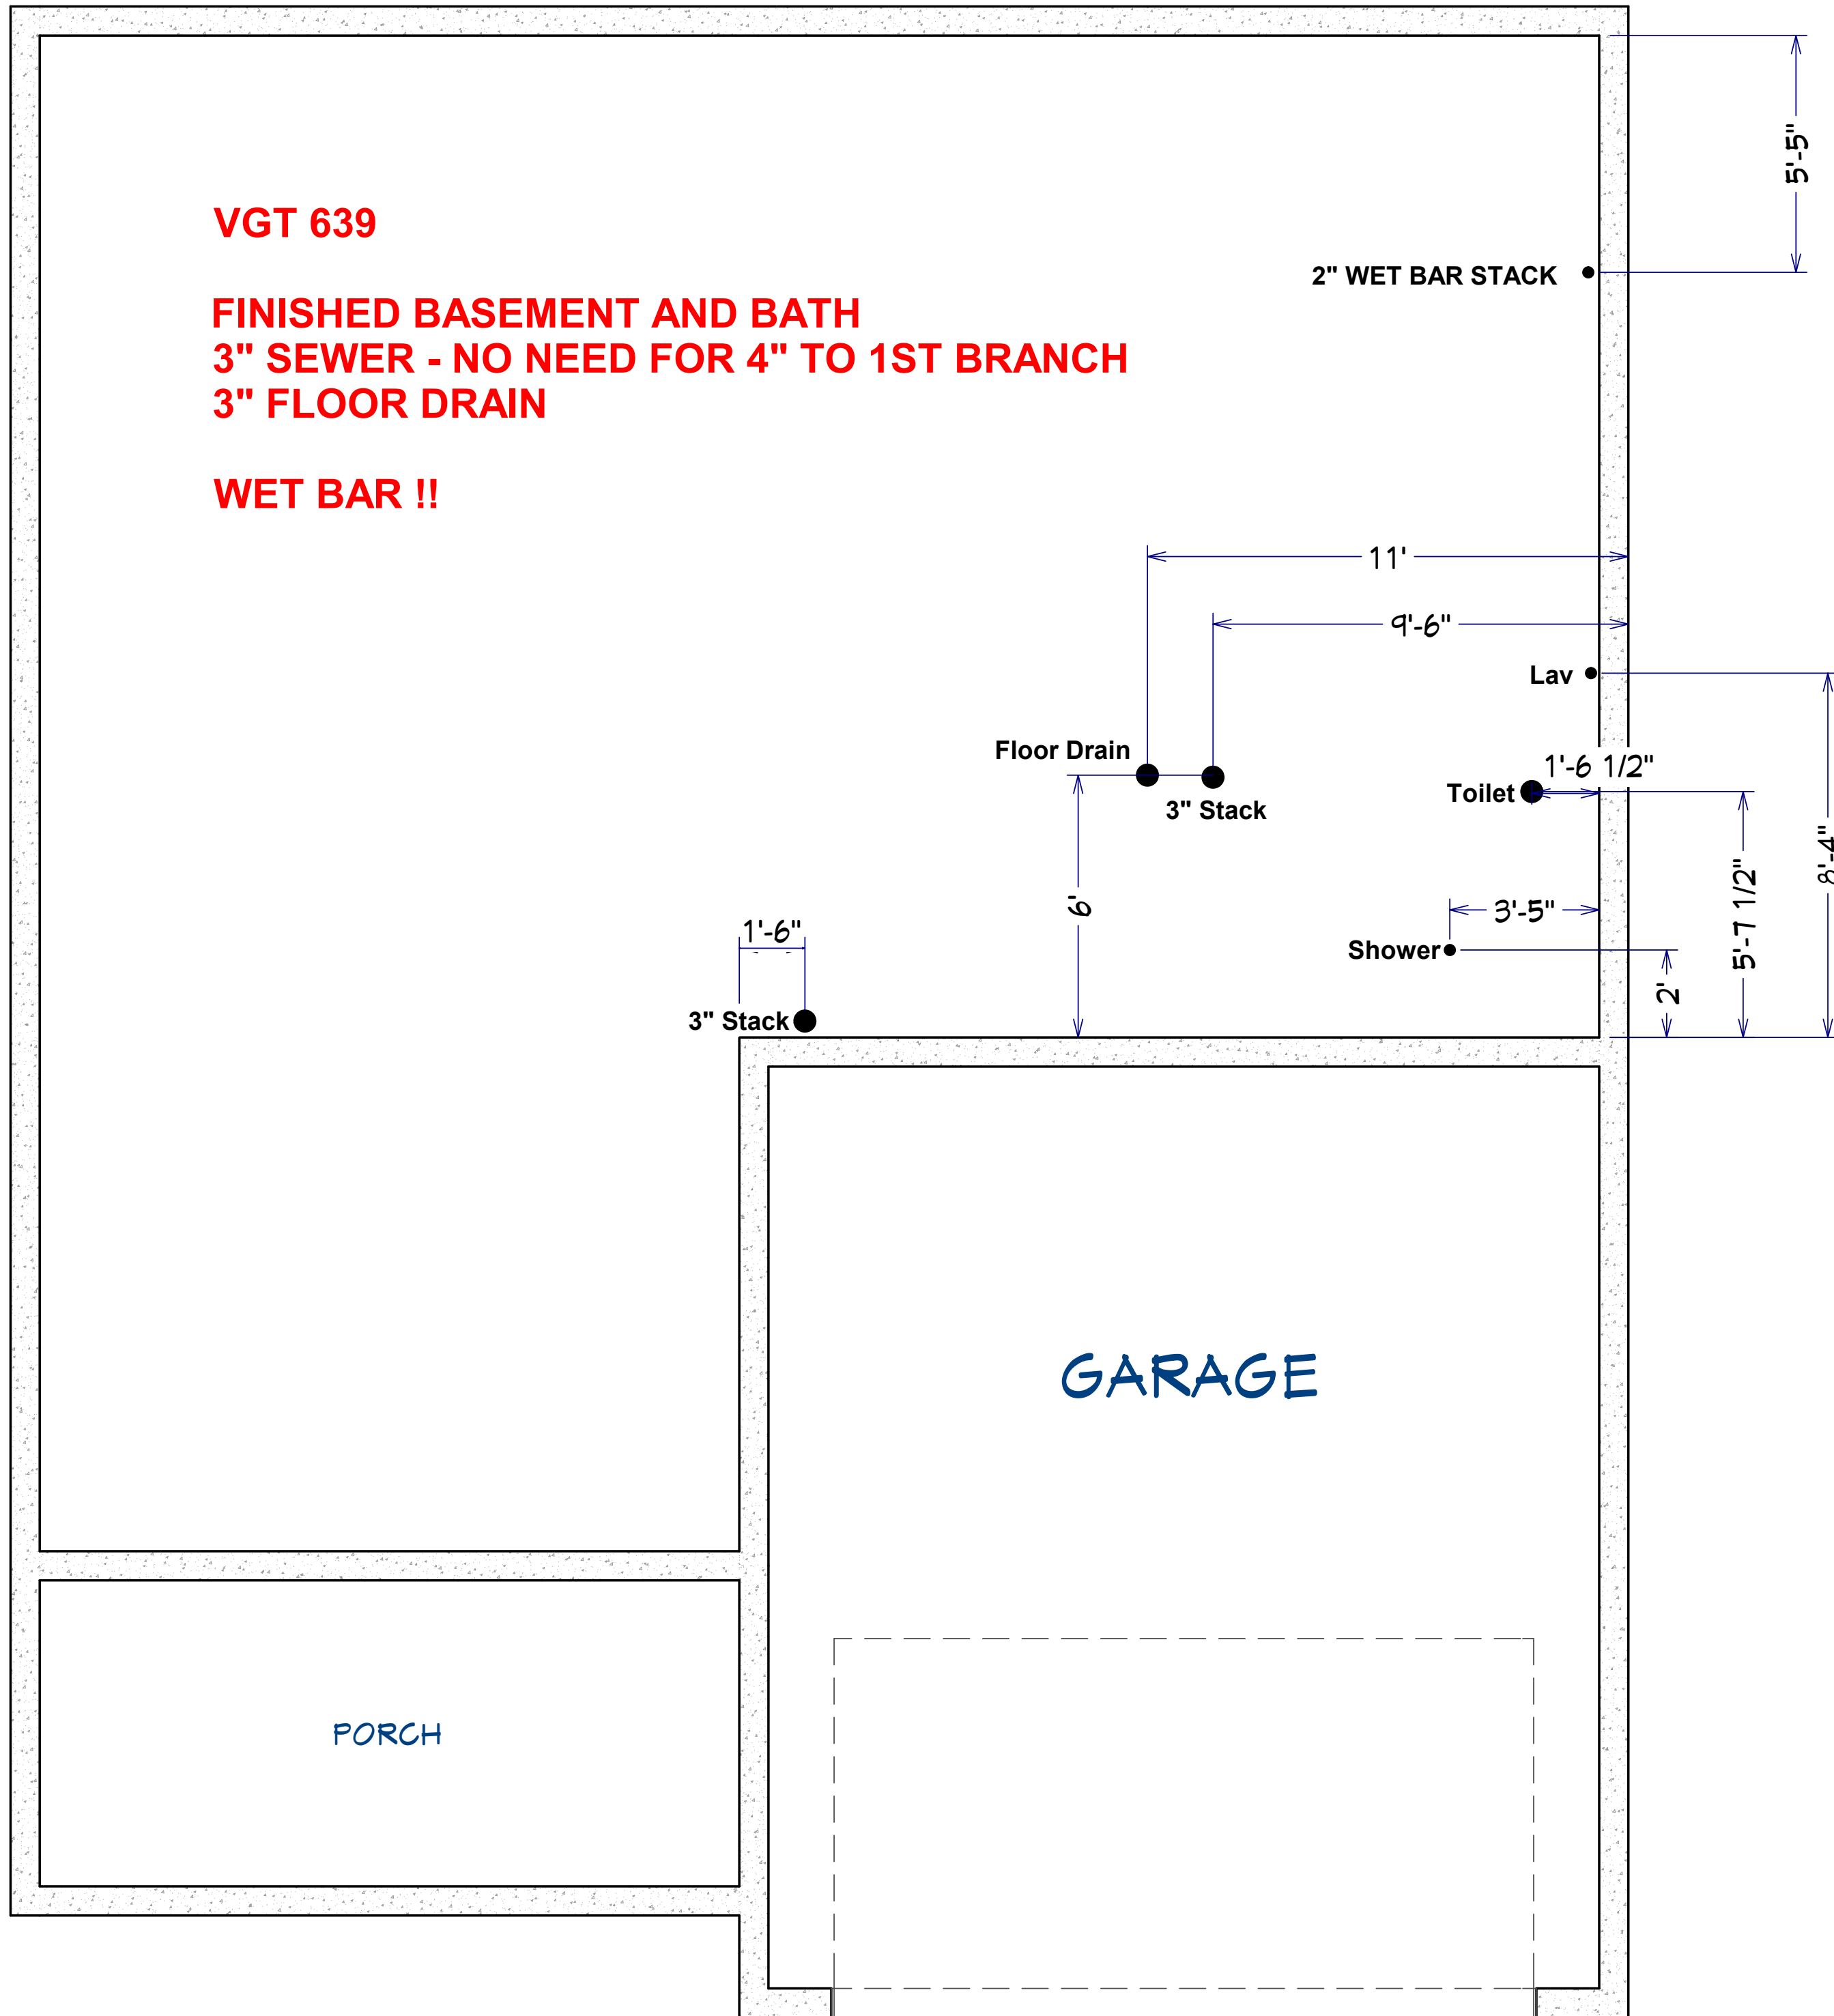 5'-5"
VGT 639
2" WET BAR STACK
FINISHED BASEMENT AND BATH
3" SEWER - NO NEED FOR 4" TO 1ST BRANCH
3" FLOOR DRAIN
WET BAR !!
11'
9'-6"
Lav
Floor Drain
1'-6 1/2"
3" Stack
Toilet
8'-4"
6'
5'-7 1/2"
3'-5"
1'-6"
Shower
2'
3" Stack
GARAGE
PORCH